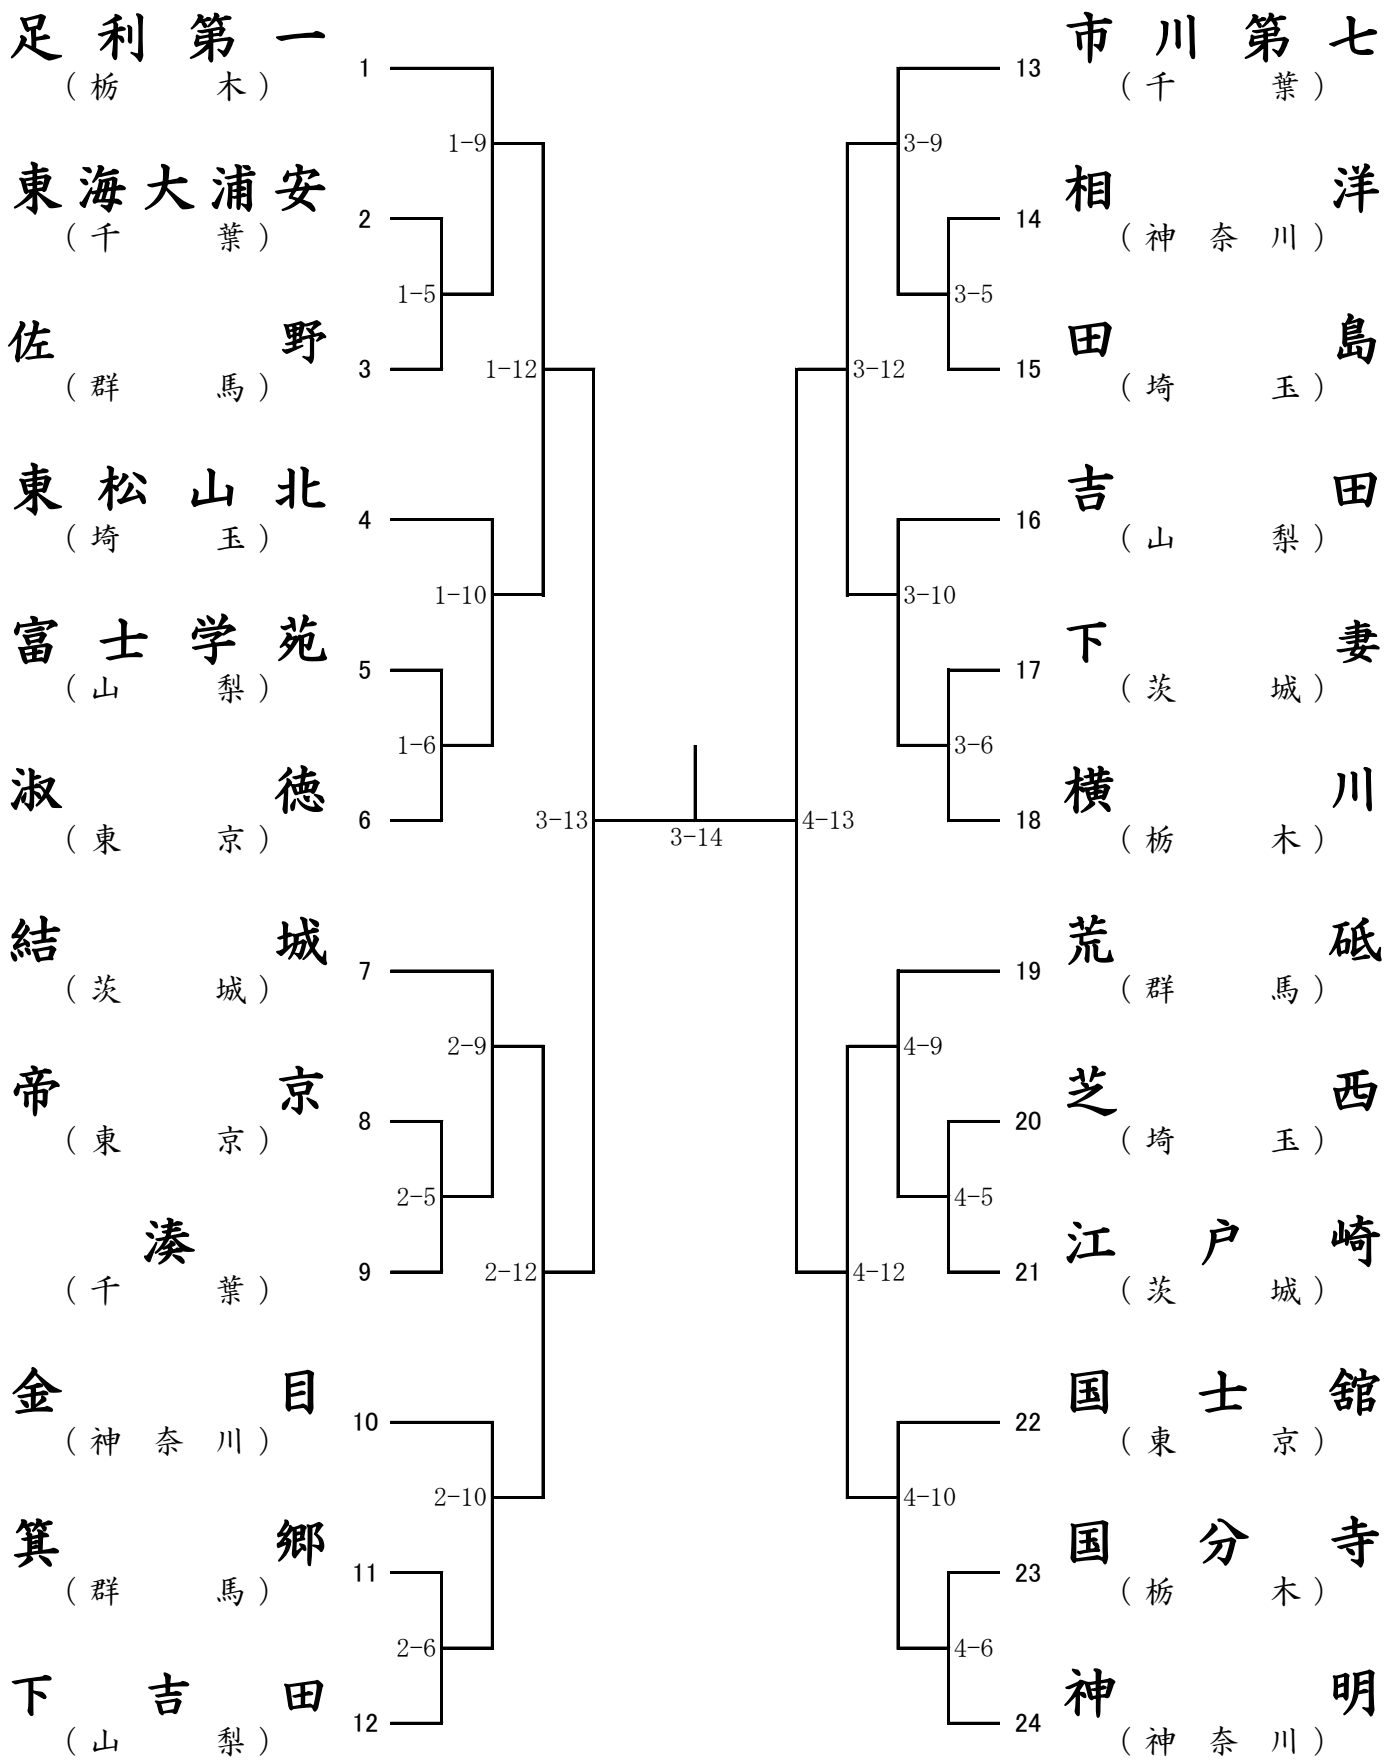 足利第一
(栃木)
1
東海大浦安
(千葉)
2
佐野
(群馬)
3
東松山北
(埼玉)
4
富士学苑
(山梨)
5
淑徳
(東京)
6
結城
(茨城)
7
帝京
(東京)
8
湊
(千葉)
9
金目
(神奈川)
10
箕郷
(群馬)
11
下吉田
(山梨)
12
1-9
1-5
1-12
1-10
1-6
3-13
2-9
2-5
2-12
2-10
2-6
3-14
3-9
3-5
3-12
3-10
3-6
4-13
4-9
4-5
4-12
4-10
4-6
13
市川第七
(千葉)
14
相洋
(神奈川)
15
田島
(埼玉)
16
吉田
(山梨)
17
下妻
(茨城)
18
横川
(栃木)
19
荒砥
(群馬)
20
芝西
(埼玉)
21
江戸崎
(茨城)
22
国士舘
(東京)
23
国分寺
(栃木)
24
神明
(神奈川)